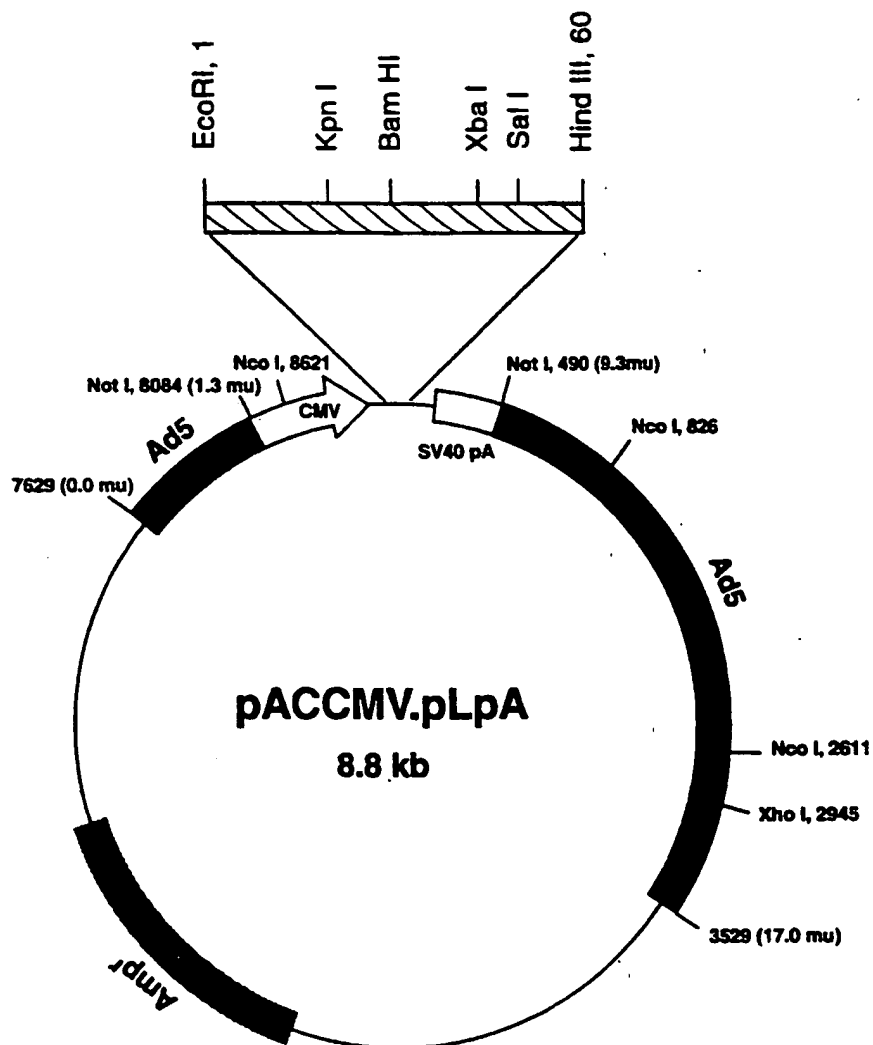 EcoRI, 1
Kpn I
Bam HI
Xba I
Sal I
Hind III, 60
Nco I, 8621
Not I, 8084 (1.3 mu)
Not I, 490 (9.3mu)
CMV
SV40 pA
Nco I, 826
Ad5
7629 (0.0 mu)
Ad5
pACCMV.pLpA
8.8 kb
Nco I, 2611
Xho I, 2945
3529 (17.0 mu)
Ampʳ